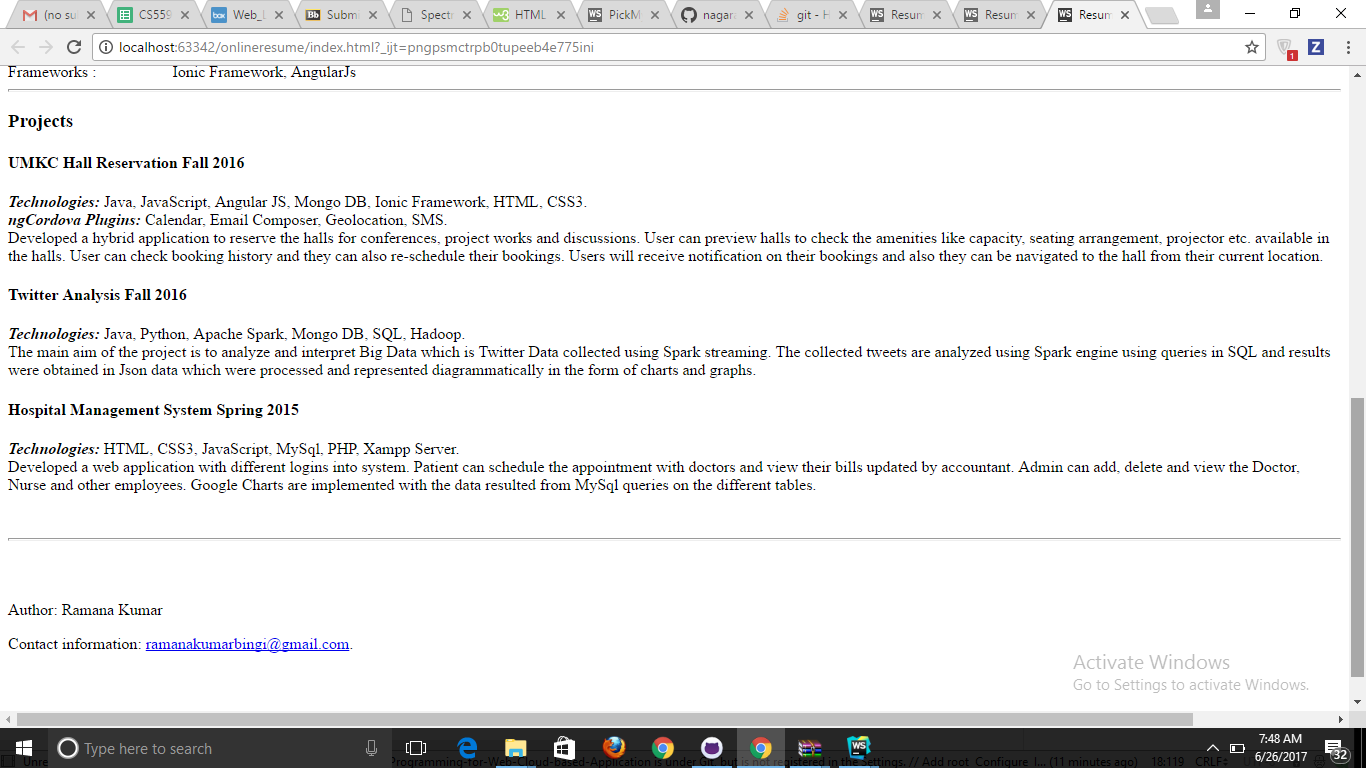 (no su
CS559
Web_L
Subm
Spectr
HTML
PickM
nagara
git - H
Resum
Resum
Resum
localhost:63342/onlineresume/index.html?_ijt=pngpsmctrpb0tupeeb4e775ini
1
Frameworks : Ionic Framework, AngularJs
Projects
UMKC Hall Reservation Fall 2016
Technologies: Java, JavaScript, Angular JS, Mongo DB, Ionic Framework, HTML, CSS3.
ngCordova Plugins: Calendar, Email Composer, Geolocation, SMS.
Developed a hybrid application to reserve the halls for conferences, project works and discussions. User can preview halls to check the amenities like capacity, seating arrangement, projector etc. available in
the halls. User can check booking history and they can also re-schedule their bookings. Users will receive notification on their bookings and also they can be navigated to the hall from their current location.
Twitter Analysis Fall 2016
Technologies: Java, Python, Apache Spark, Mongo DB, SQL, Hadoop.
The main aim of the project is to analyze and interpret Big Data which is Twitter Data collected using Spark streaming. The collected tweets are analyzed using Spark engine using queries in SQL and results
were obtained in Json data which were processed and represented diagrammatically in the form of charts and graphs.
Hospital Management System Spring 2015
Technologies: HTML, CSS3, JavaScript, MySql, PHP, Xampp Server.
Developed a web application with different logins into system. Patient can schedule the appointment with doctors and view their bills updated by accountant. Admin can add, delete and view the Doctor,
Nurse and other employees. Google Charts are implemented with the data resulted from MySql queries on the different tables.
Author: Ramana Kumar
Contact information: ramanakumarbingi@gmail.com.
Activate Windows
Go to Settings to activate Windows.
Type here to search
7:48 AM
6/26/2017
32
Unre
Programming-for-Web-Cloud-based-Application is under Git, but is not registered in the Settings. // Add root Configure I... (11 minutes ago) 18:119 CRLF: